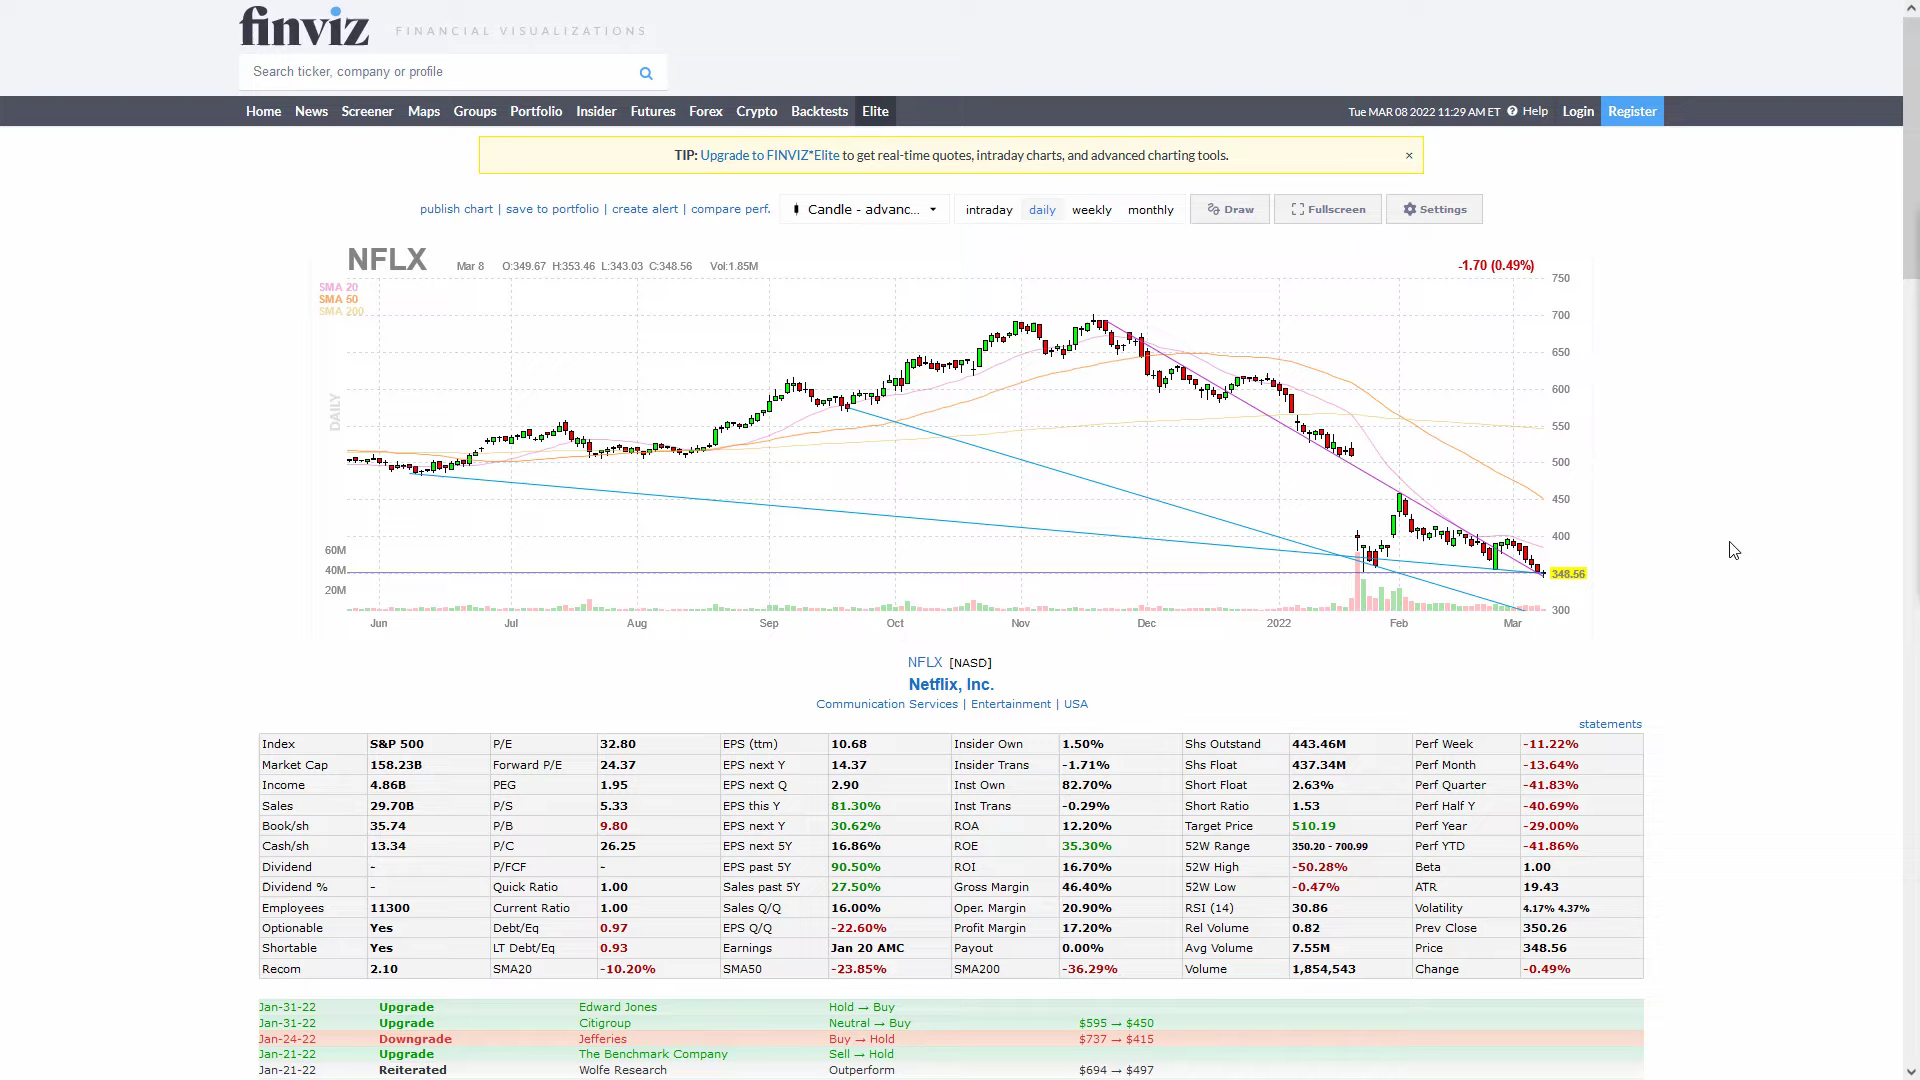 finviz FINANCIAL VISUALIZATIONS
Search ticker, company or profile
Home News Screener Maps Groups Portfolio Insider Futures Forex Crypto Backtests Elite Tue MAR 08 2022 11:29 AM ET Help Login Register
TIP: Upgrade to FINVIZ*Elite to get real-time quotes, intraday charts, and advanced charting tools. ×
publish chart | save to portfolio | create alert | compare perf. Candle - advanc... intraday daily weekly monthly Draw Fullscreen Settings
NFLX Mar 8 O:349.67 H:353.46 L:343.03 C:348.56 Vol:1.85M -1.70 (0.49%)
SMA 20
SMA 50
SMA 200
DAILY
750
700
650
600
550
500
450
400
348.56
300
60M
40M
20M
Jun Jul Aug Sep Oct Nov Dec 2022 Feb Mar
NFLX [NASD]
Netflix, Inc.
Communication Services | Entertainment | USA
statements
Index S&P 500 P/E 32.80 EPS (ttm) 10.68 Insider Own 1.50% Shs Outstand 443.46M Perf Week -11.22%
Market Cap 158.23B Forward P/E 24.37 EPS next Y 14.37 Insider Trans -1.71% Shs Float 437.34M Perf Month -13.64%
Income 4.86B PEG 1.95 EPS next Q 2.90 Inst Own 82.70% Short Float 2.63% Perf Quarter -41.83%
Sales 29.70B P/S 5.33 EPS this Y 81.30% Inst Trans -0.29% Short Ratio 1.53 Perf Half Y -40.69%
Book/sh 35.74 P/B 9.80 EPS next Y 30.62% ROA 12.20% Target Price 510.19 Perf Year -29.00%
Cash/sh 13.34 P/C 26.25 EPS next 5Y 16.86% ROE 35.30% 52W Range 350.20 - 700.99 Perf YTD -41.86%
Dividend - P/FCF - EPS past 5Y 90.50% ROI 16.70% 52W High -50.28% Beta 1.00
Dividend % - Quick Ratio 1.00 Sales past 5Y 27.50% Gross Margin 46.40% 52W Low -0.47% ATR 19.43
Employees 11300 Current Ratio 1.00 Sales Q/Q 16.00% Oper. Margin 20.90% RSI (14) 30.86 Volatility 4.17% 4.37%
Optionable Yes Debt/Eq 0.97 EPS Q/Q -22.60% Profit Margin 17.20% Rel Volume 0.82 Prev Close 350.26
Shortable Yes LT Debt/Eq 0.93 Earnings Jan 20 AMC Payout 0.00% Avg Volume 7.55M Price 348.56
Recom 2.10 SMA20 -10.20% SMA50 -23.85% SMA200 -36.29% Volume 1,854,543 Change -0.49%
Jan-31-22 Upgrade Edward Jones Hold → Buy
Jan-31-22 Upgrade Citigroup Neutral → Buy $595 → $450
Jan-24-22 Downgrade Jefferies Buy → Hold $737 → $415
Jan-21-22 Upgrade The Benchmark Company Sell → Hold
Jan-21-22 Reiterated Wolfe Research Outperform $694 → $497